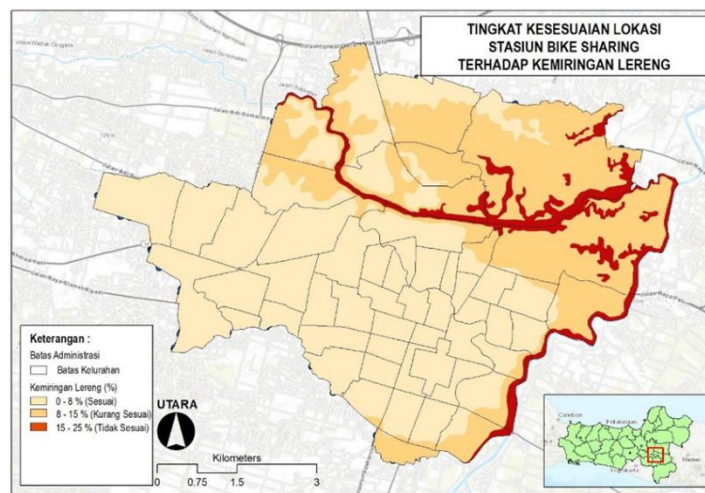 TINGKAT KESESUAIAN LOKASI
STASIUN BIKE SHARING
TERHADAP KEMIRINGAN LERENG
Keterangan :
Batas Administrasi
Batas Kelurahan
Kemiringan Lereng (%)
0 - 8 % (Sesuai)
8 - 15 % (Kurang Sesuai)
15 - 25 % (Tidak Sesuai)
UTARA
Kilometers
0 0.75 1.5 3
Cirebon
Pekalongan
Yogyakarta
Madiun